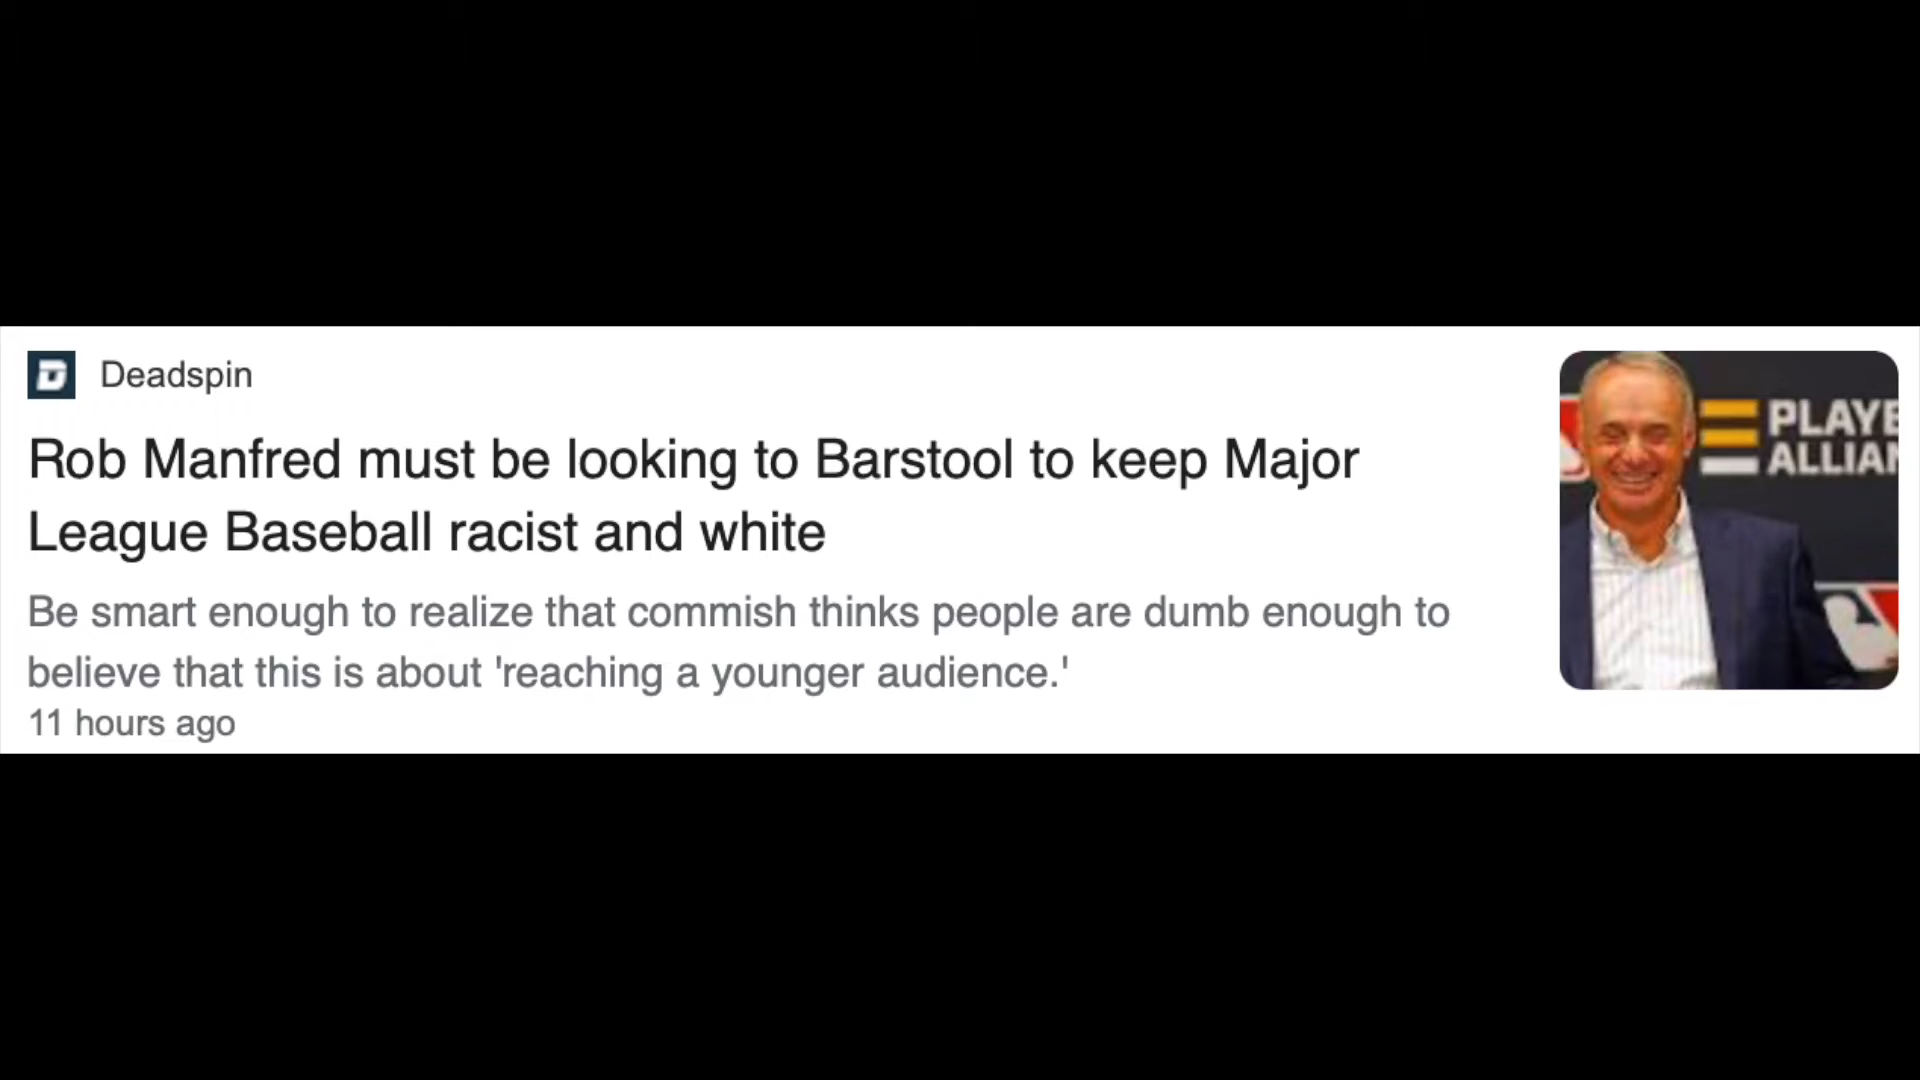 Deadspin
Rob Manfred must be looking to Barstool to keep Major
League Baseball racist and white
Be smart enough to realize that commish thinks people are dumb enough to
believe that this is about 'reaching a younger audience.'
11 hours ago
PLAYE
ALLIAN